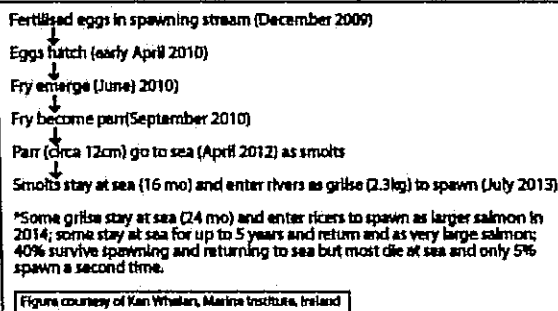 Fertilised eggs in spawning stream (December 2009)
Eggs hatch (early April 2010)
Fry emerge (June) 2010)
Fry become parr(September 2010)
Parr (circa 12cm) go to sea (April 2012) as smolts
Smolts stay at sea (16 mo) and enter rivers as grilse (2.3kg) to spawn (July 2013)
*Some grilse stay at sea (24 mo) and enter ricers to spawn as larger salmon in
2014; some stay at sea for up to 5 years and return and as very large salmon;
40% survive spawning and returning to sea but most die at sea and only 5%
spawn a second time.
Figure courtesy of Ken Whelan, Marine Institute, Ireland